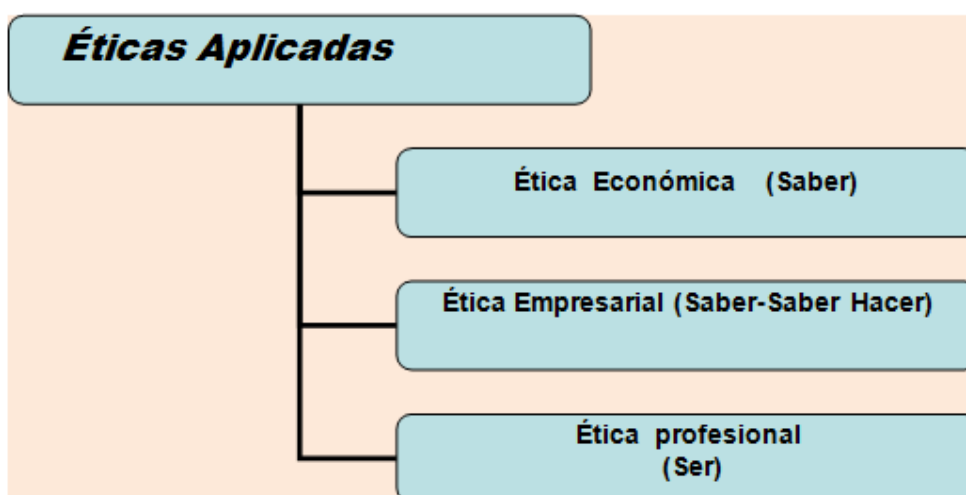 Éticas Aplicadas
Ética Económica (Saber)
Ética Empresarial (Saber-Saber Hacer)
Ética profesional
(Ser)